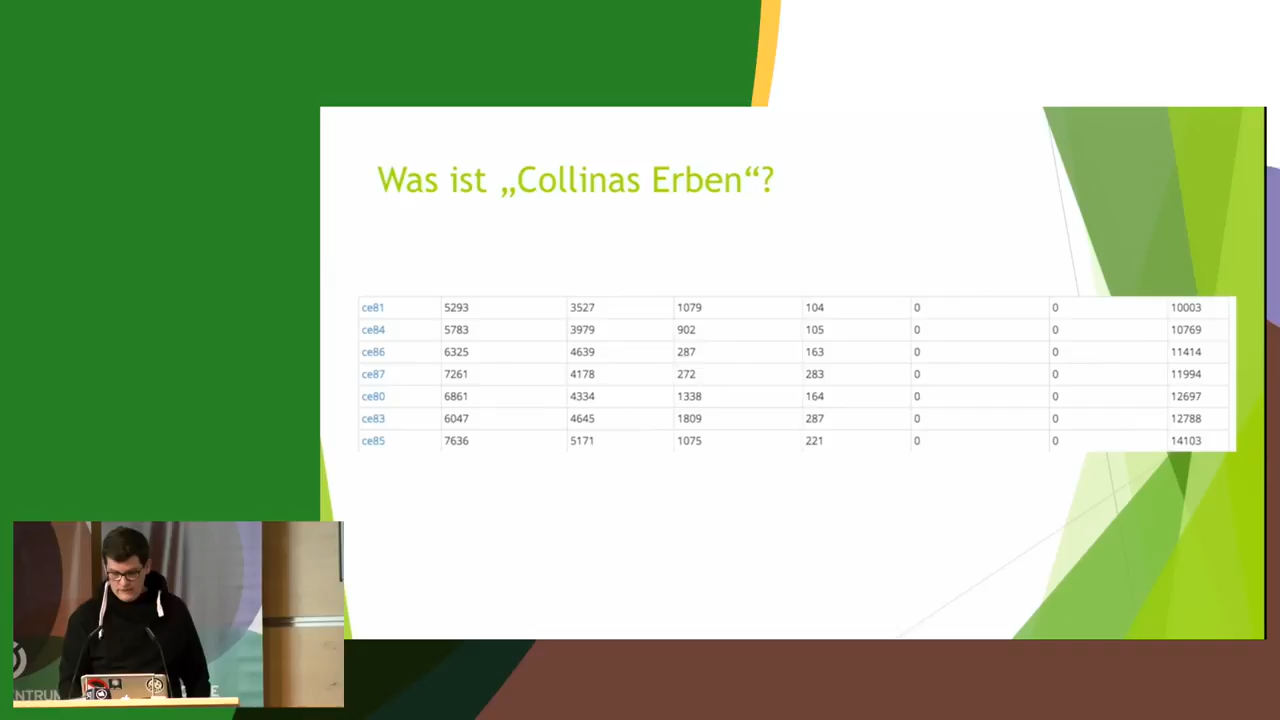 Was ist „Collinas Erben“?
ce81 5293 3527 1079 104 0 0 10003
ce84 5783 3979 902 105 0 0 10769
ce86 6325 4639 287 163 0 0 11414
ce87 7261 4178 272 283 0 0 11994
ce80 6861 4334 1338 164 0 0 12697
ce83 6047 4645 1809 287 0 0 12788
ce85 7636 5171 1075 221 0 0 14103